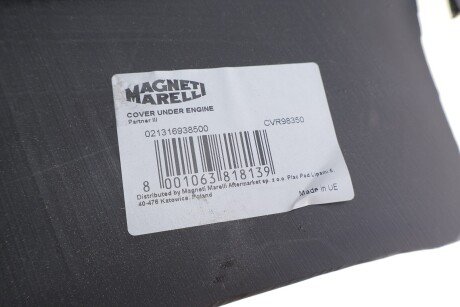 MAGNETI
MARELLI
COVER UNDER ENGINE
Partner III
021316938500 CVR98350
8 001063 818139
Distributed by Magneti Marelli Aftermarket sp. z o.o. Plac Pod Lipami 5,
40-476 Katowice, Poland
Made in UE